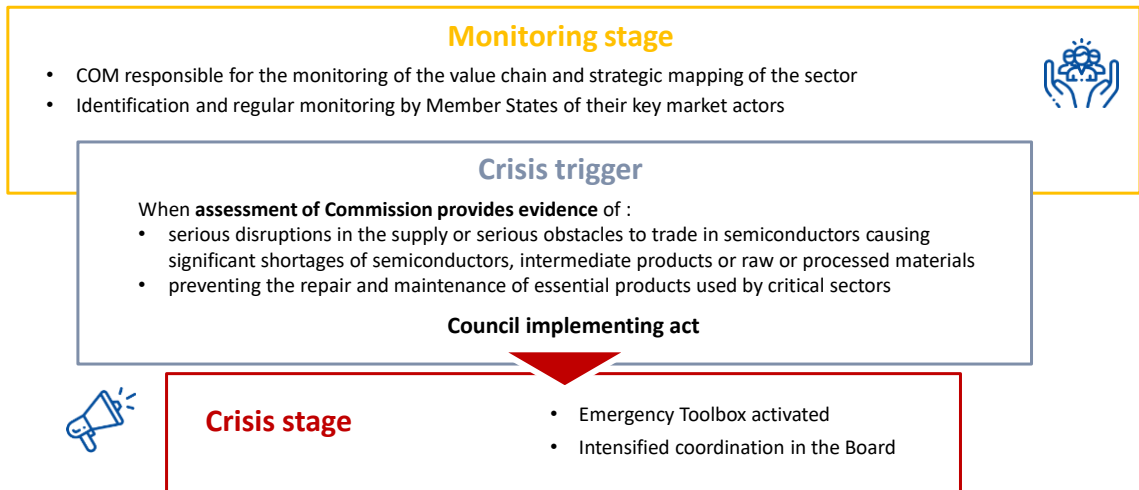 Monitoring stage
• COM responsible for the monitoring of the value chain and strategic mapping of the sector
• Identification and regular monitoring by Member States of their key market actors
Crisis trigger
When assessment of Commission provides evidence of :
• serious disruptions in the supply or serious obstacles to trade in semiconductors causing
significant shortages of semiconductors, intermediate products or raw or processed materials
• preventing the repair and maintenance of essential products used by critical sectors
Council implementing act
Crisis stage
• Emergency Toolbox activated
• Intensified coordination in the Board